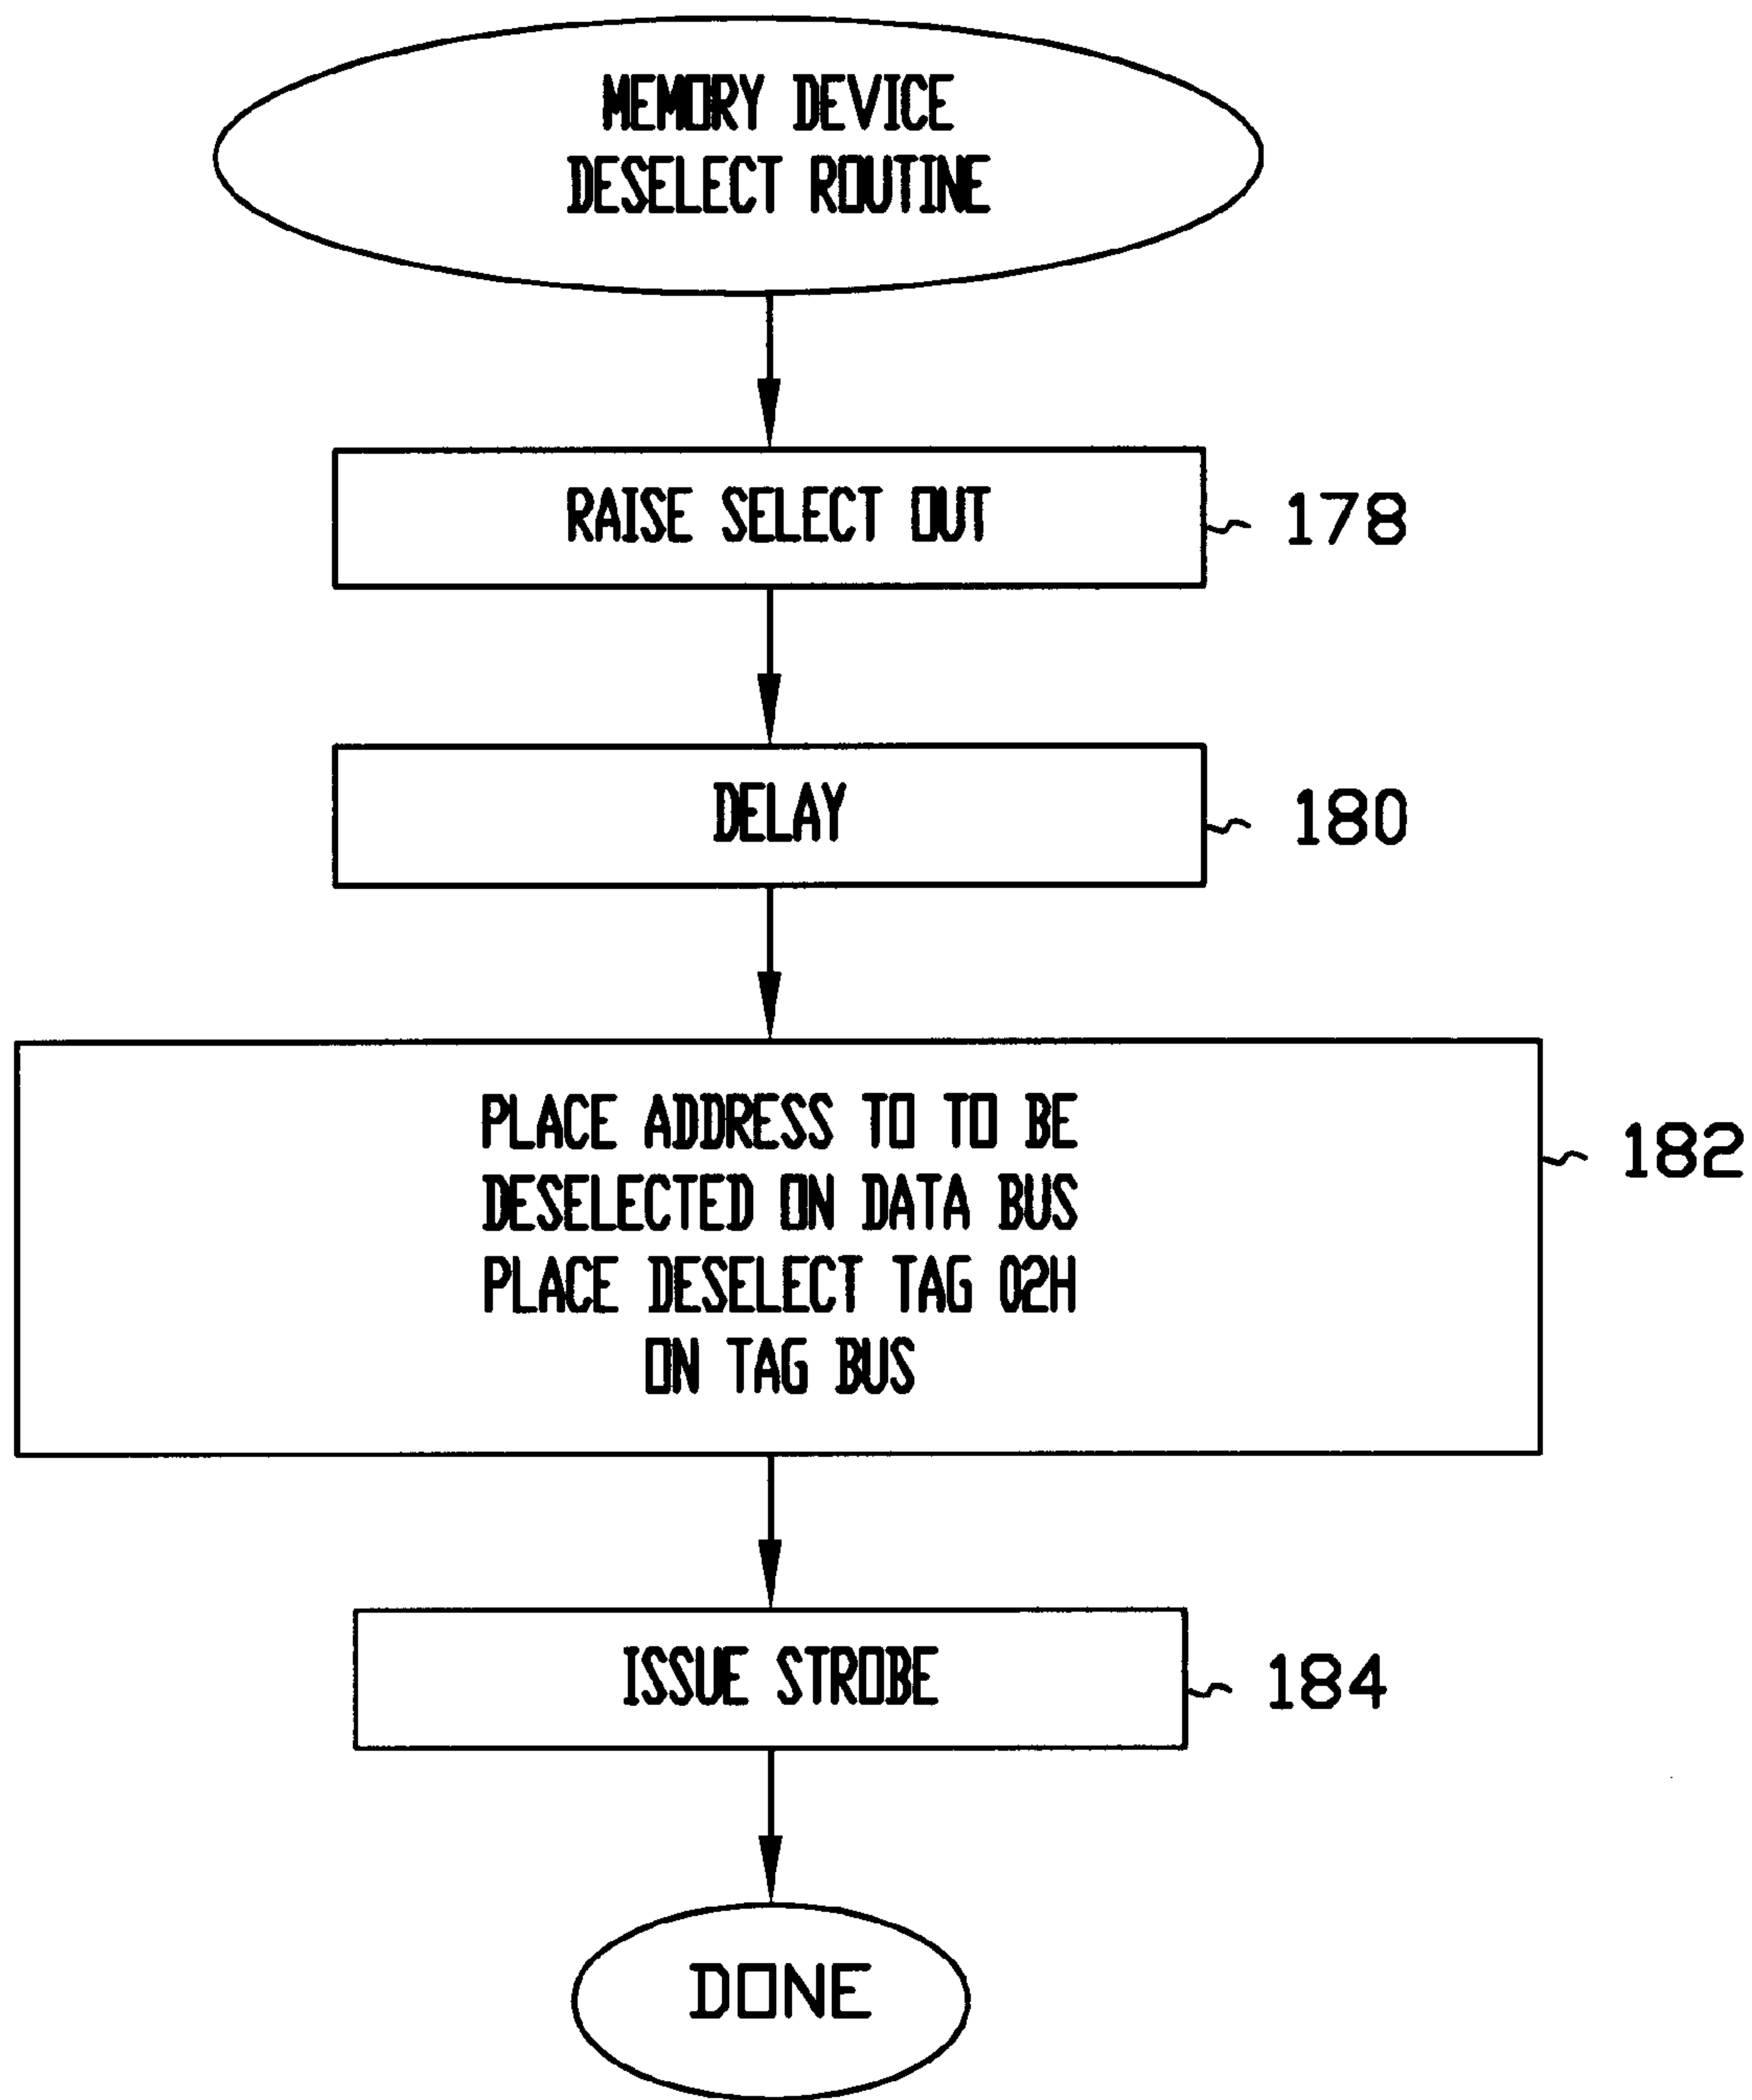 MEMORY DEVICE
DESELECT ROUTINE
RAISE SELECT OUT
178
DELAY
180
PLACE ADDRESS TO TO BE
DESELECTED ON DATA BUS
PLACE DESELECT TAG 02H
ON TAG BUS
182
ISSUE STROBE
184
DONE